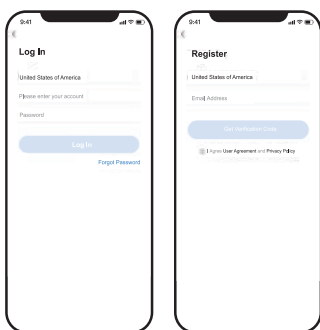 9:41
Log In
United States of America
Please enter your account
Password
Log In
Forgot Password
9:41
Register
United States of America
Email Address
Get Verification Code
I Agree User Agreement and Privacy Policy